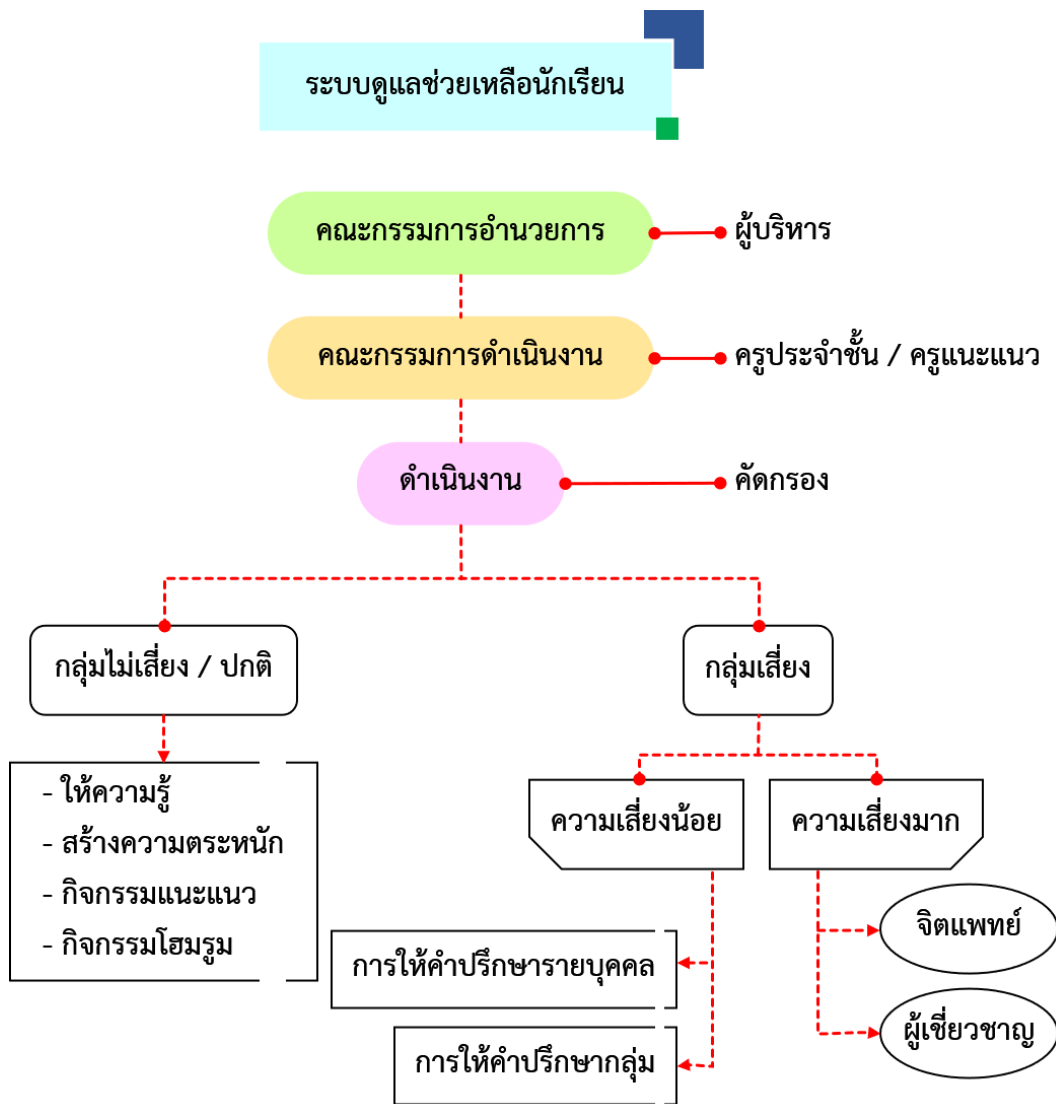 ระบบดูแลช่วยเหลือนักเรียน
คณะกรรมการอำนวยการ
ผู้บริหาร
คณะกรรมการดำเนินงาน
ครูประจำชั้น / ครูแนะแนว
ดำเนินงาน
คัดกรอง
กลุ่มไม่เสี่ยง / ปกติ
กลุ่มเสี่ยง
- ให้ความรู้
- สร้างความตระหนัก
- กิจกรรมแนะแนว
- กิจกรรมโฮมรูม
ความเสี่ยงน้อย
ความเสี่ยงมาก
การให้คำปรึกษารายบุคคล
การให้คำปรึกษากลุ่ม
จิตแพทย์
ผู้เชี่ยวชาญ